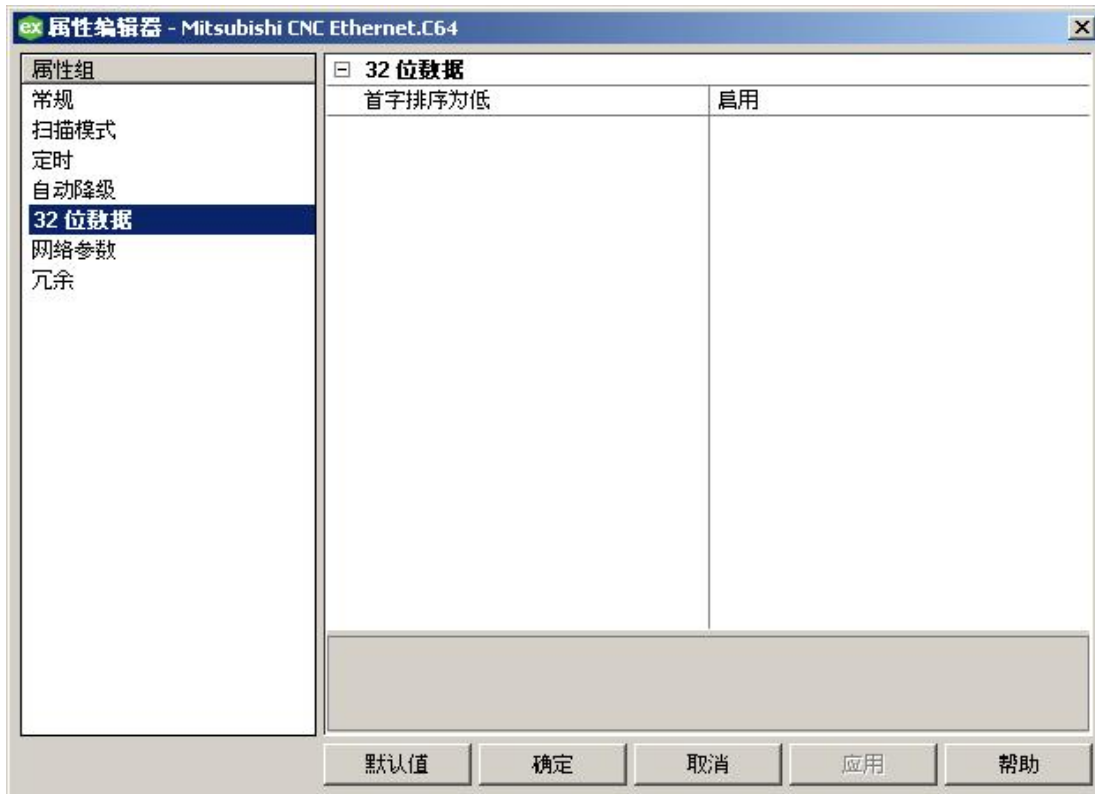 ex 属性编辑器 - Mitsubishi CNC Ethernet.C64
属性组
常规
扫描模式
定时
自动降级
32 位数据
网络参数
冗余
32 位数据
首字排序为低 启用
默认值 确定 取消 应用 帮助